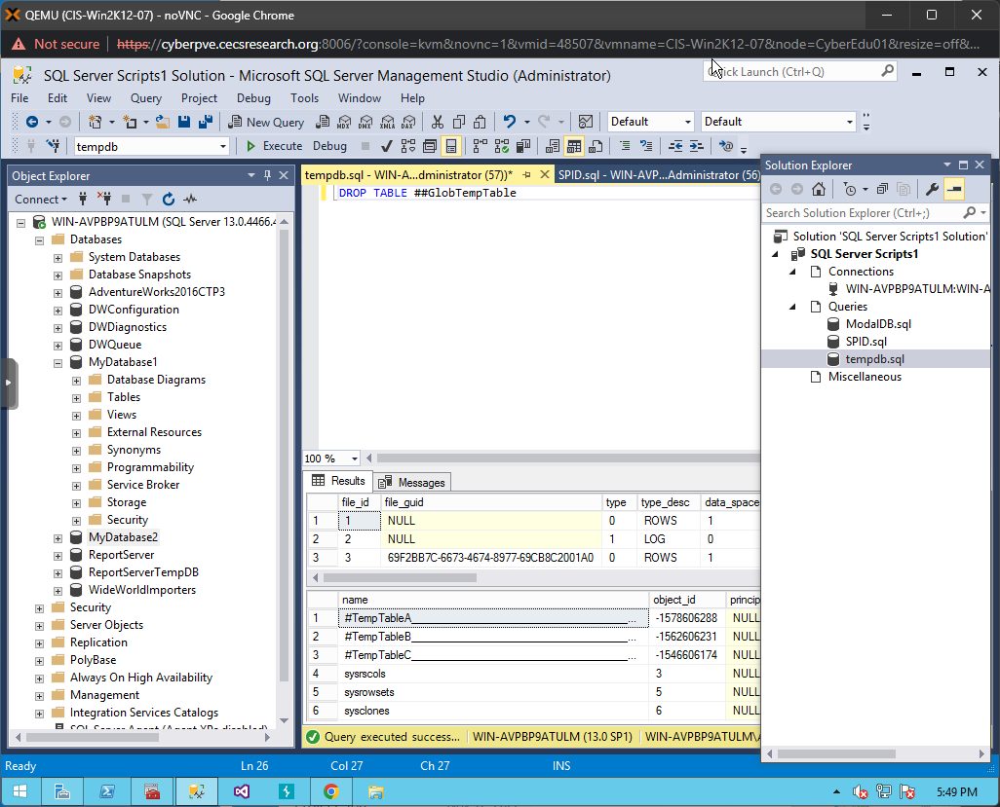 QEMU (CIS-Win2K12-07) - noVNC - Google Chrome
Not secure https://cyberpve.cecsresearch.org:8006/?console=kvm&novnc=1&vmid=48507&vmname=CIS-Win2K12-07&node=CyberEdu01&resize=off&...
SQL Server Scripts1 Solution - Microsoft SQL Server Management Studio (Administrator)
Quick Launch (Ctrl+Q)
File Edit View Query Project Debug Tools Window Help
New Query MDX DMX XMLA DAX Default Default
tempdb Execute Debug
Object Explorer
Connect
WIN-AVPBP9ATULM (SQL Server 13.0.4466.4
Databases
System Databases
Database Snapshots
AdventureWorks2016CTP3
DWConfiguration
DWDiagnostics
DWQueue
MyDatabase1
Database Diagrams
Tables
Views
External Resources
Synonyms
Programmability
Service Broker
Storage
Security
MyDatabase2
ReportServer
ReportServerTempDB
WideWorldImporters
Security
Server Objects
Replication
PolyBase
Always On High Availability
Management
Integration Services Catalogs
SQL Server Agent (Agent XPs disabled)
tempdb.sql - WIN-A...dministrator (57))* SPID.sql - WIN-AVP...Administrator (56)
DROP TABLE ##GlobTempTable
100 %
Results Messages
file_id file_guid type type_desc data_space
1 1 NULL 0 ROWS 1
2 2 NULL 1 LOG 0
3 3 69F2BB7C-6673-4674-8977-69CB8C2001A0 0 ROWS 1
name object_id princip
1 #TempTableA___________________________________... -1578606288 NULL
2 #TempTableB___________________________________... -1562606231 NULL
3 #TempTableC___________________________________... -1546606174 NULL
4 sysrscols 3 NULL
5 sysrowsets 5 NULL
6 sysclones 6 NULL
Query executed success... WIN-AVPBP9ATULM (13.0 SP1) WIN-AVPBP9ATULM\A
Solution Explorer
Search Solution Explorer (Ctrl+;)
Solution 'SQL Server Scripts1 Solution'
SQL Server Scripts1
Connections
WIN-AVPBP9ATULM:WIN-A
Queries
ModalDB.sql
SPID.sql
tempdb.sql
Miscellaneous
Ready Ln 26 Col 27 Ch 27 INS
5:49 PM